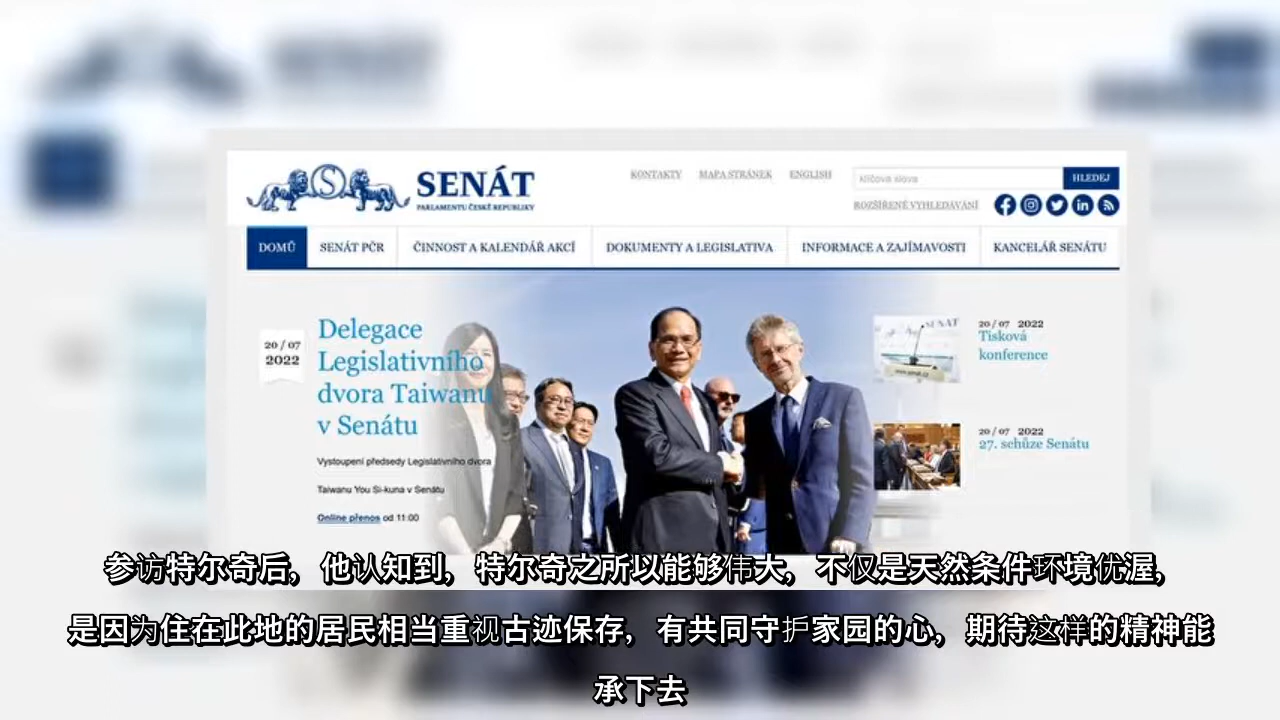 SENÁT
PARLAMENTU ČESKÉ REPUBLIKY
KONTAKTY MAPA STRÁNEK ENGLISH
klíčová slova
HLEDEJ
ROZŠÍŘENÉ VYHLEDÁVÁNÍ
DOMŮ SENÁT PČR ČINNOST A KALENDÁŘ AKCÍ DOKUMENTY A LEGISLATIVA INFORMACE A ZAJÍMAVOSTI KANCELÁŘ SENÁTU
20 / 07
2022
Delegace
Legislativního
dvora Taiwanu
v Senátu
Vystoupení předsedy Legislativního dvora
Taiwanu You Si-kuna v Senátu
Online přenos od 11:00
SENÁT
www.senat.cz
20 / 07 2022
Tisková
konference
20 / 07 2022
27. schůze Senátu
参访特尔奇后，他认知到，特尔奇之所以能够伟大，不仅是天然条件环境优渥，
是因为住在此地的居民相当重视古迹保存，有共同守护家园的心，期待这样的精神能
承下去